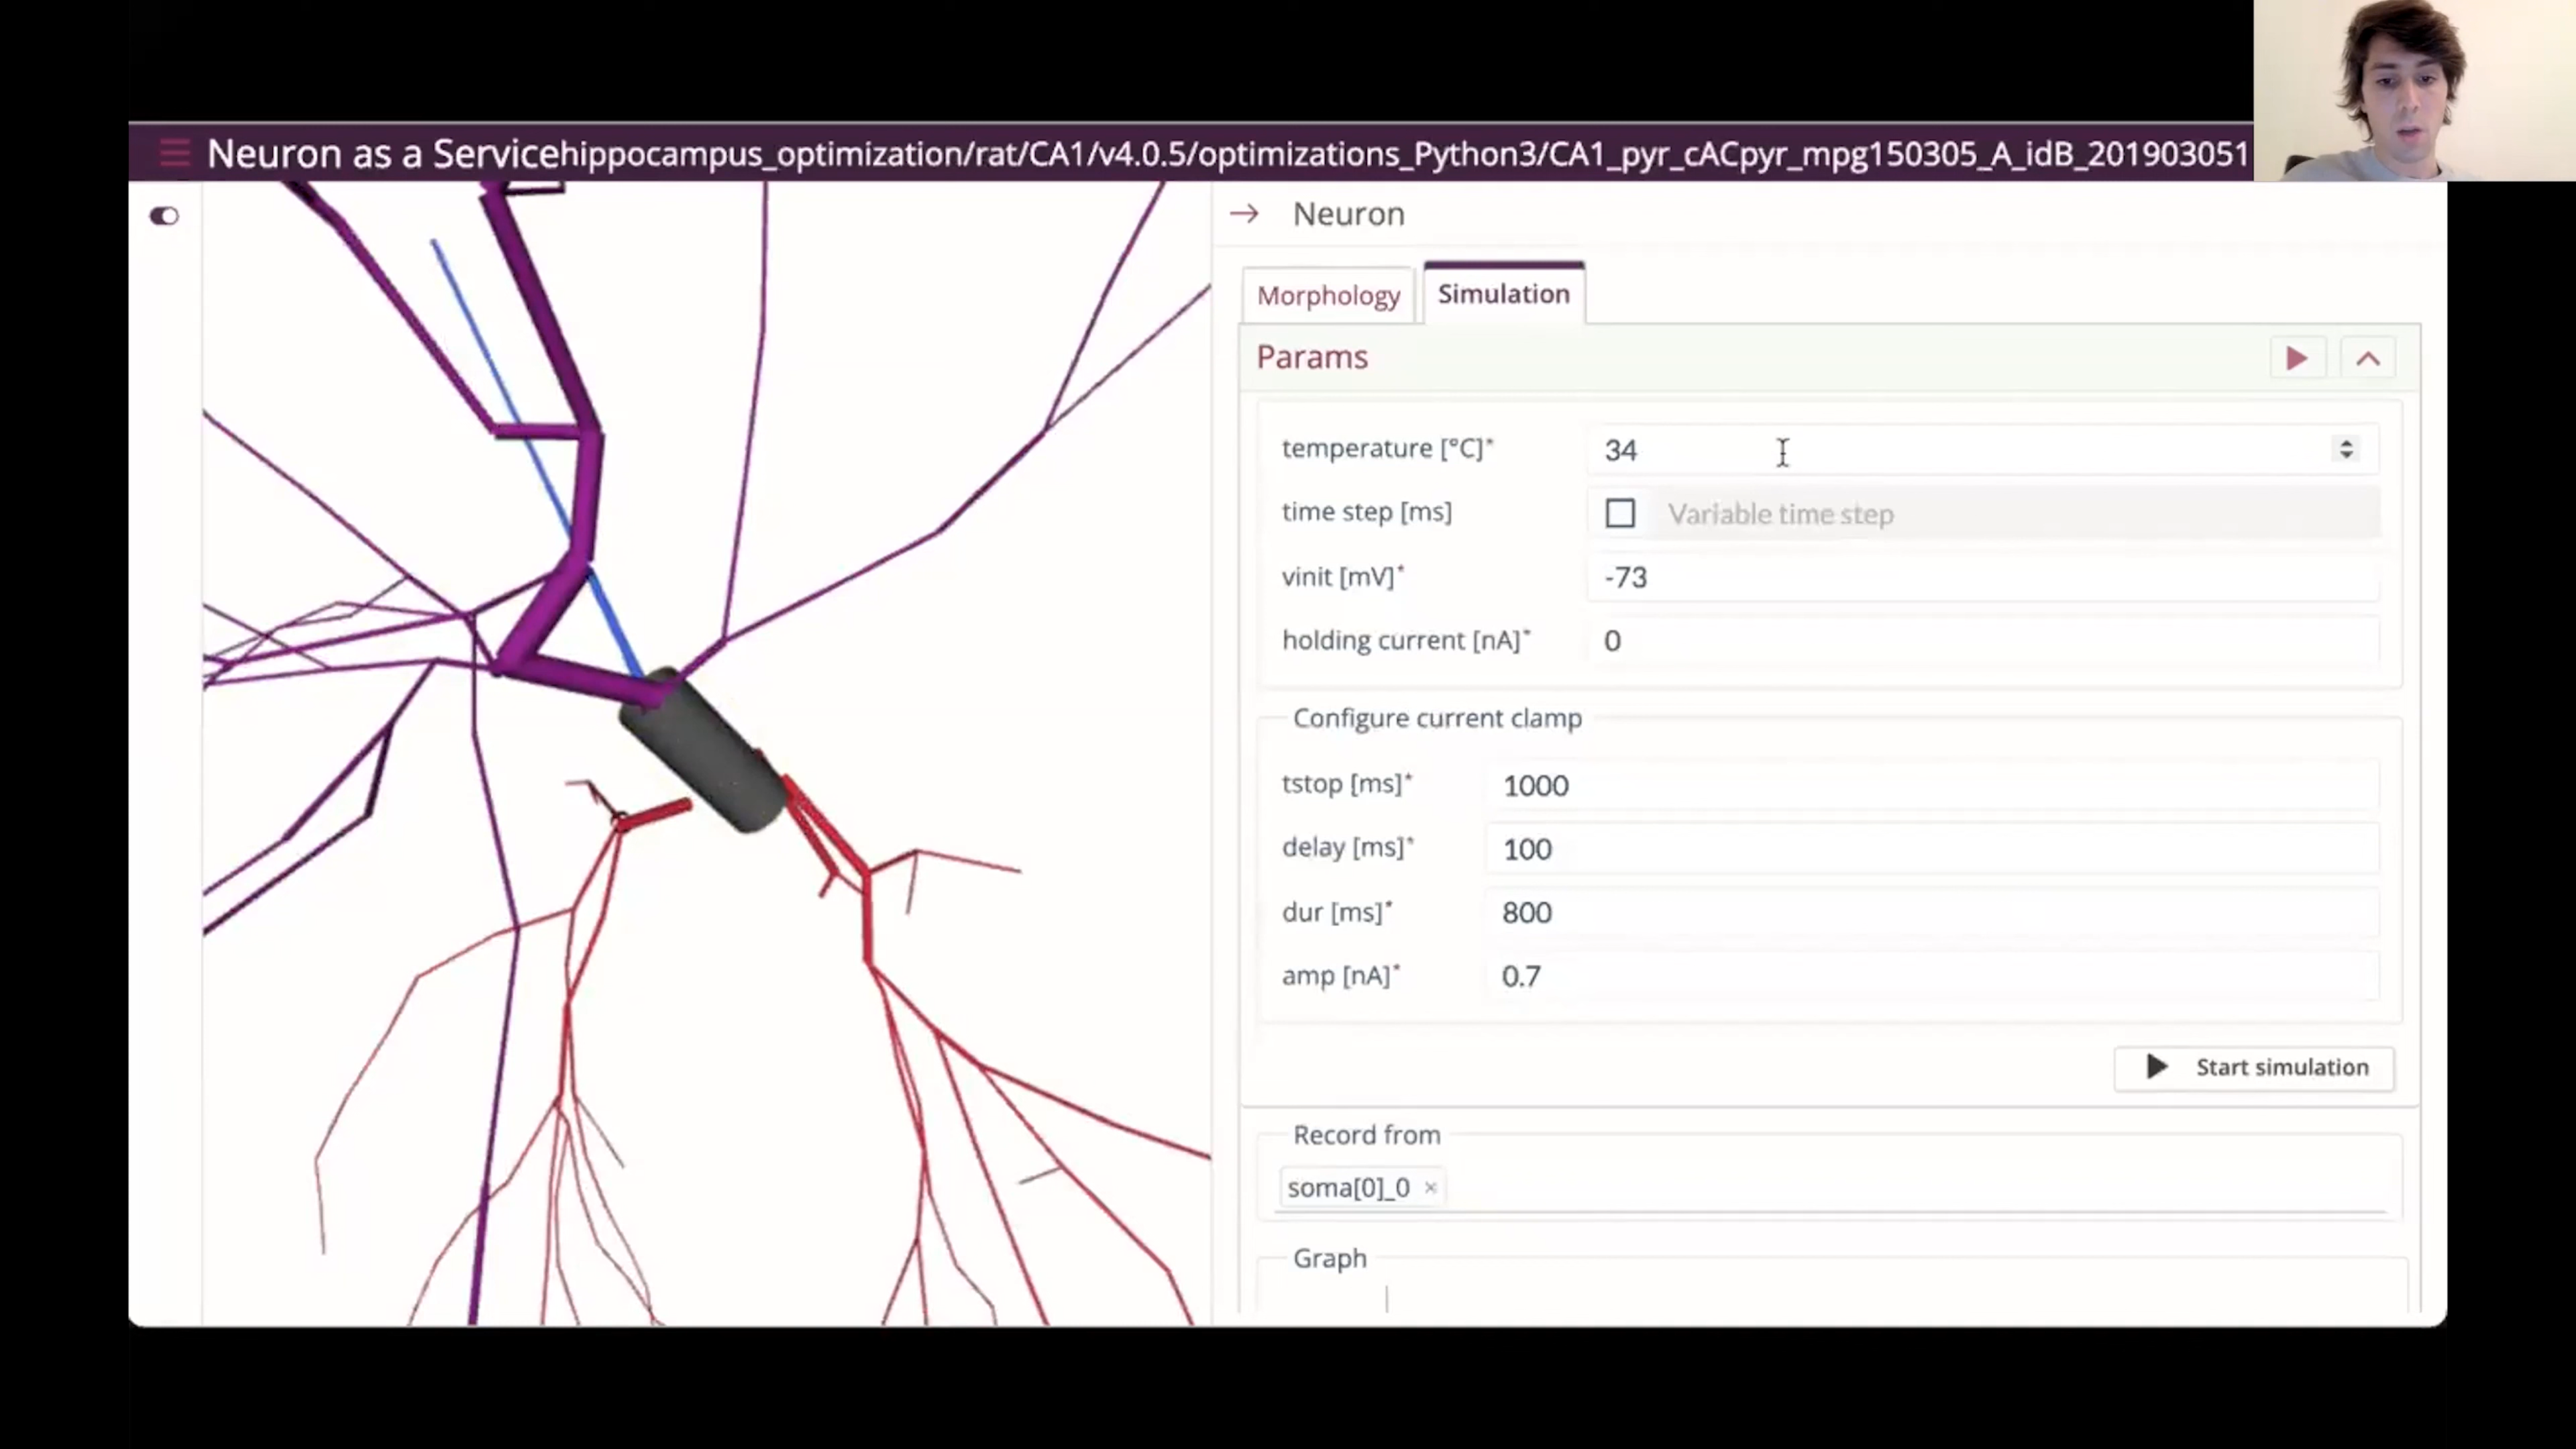 Neuron as a Servicehippocampus_optimization/rat/CA1/v4.0.5/optimizations_Python3/CA1_pyr_cACpyr_mpg150305_A_idB_201903051
Neuron
Morphology
Simulation
Params
temperature [°C]*
34
time step [ms]
Variable time step
vinit [mV]*
-73
holding current [nA]*
0
Configure current clamp
tstop [ms]*
1000
delay [ms]*
100
dur [ms]*
800
amp [nA]*
0.7
Start simulation
Record from
soma[0]_0 ×
Graph